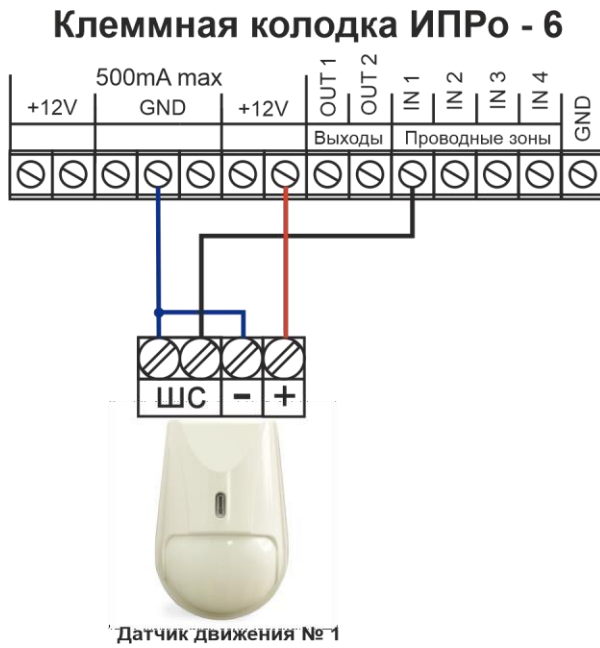 Клеммная колодка ИПРо - 6
500mA max
+12V GND +12V OUT 1 OUT 2 IN 1 IN 2 IN 3 IN 4 GND
Выходы Проводные зоны
ШС - +
Датчик движения № 1